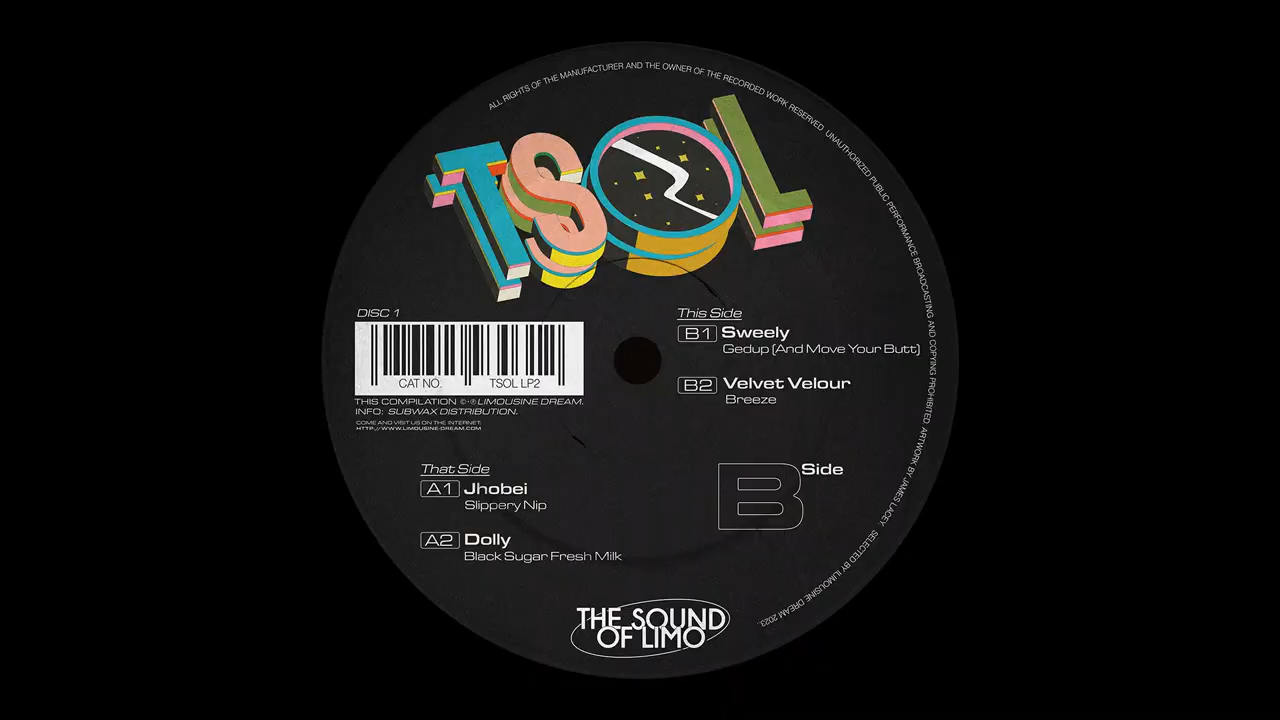 ALL RIGHTS OF THE MANUFACTURER AND THE OWNER OF THE RECORDED WORK RESERVED. UNAUTHORIZED PUBLIC PERFORMANCE BROADCASTING AND COPYING PROHIBITED. ARTWORK BY JAMES LACEY. SELECTED BY LIMOUSINE DREAM 2023.
TSOL
DISC 1
CAT NO. TSOL LP2
THIS COMPILATION ©·℗ LIMOUSINE DREAM.
INFO: SUBWAX DISTRIBUTION.
COME AND VISIT US ON THE INTERNET:
HTTP://WWW.LIMOUSINE-DREAM.COM
This Side
B1 Sweely
Gedup (And Move Your Butt)
B2 Velvet Velour
Breeze
That Side
A1 Jhobei
Slippery Nip
A2 Dolly
Black Sugar Fresh Milk
B Side
THE SOUND
OF LIMO